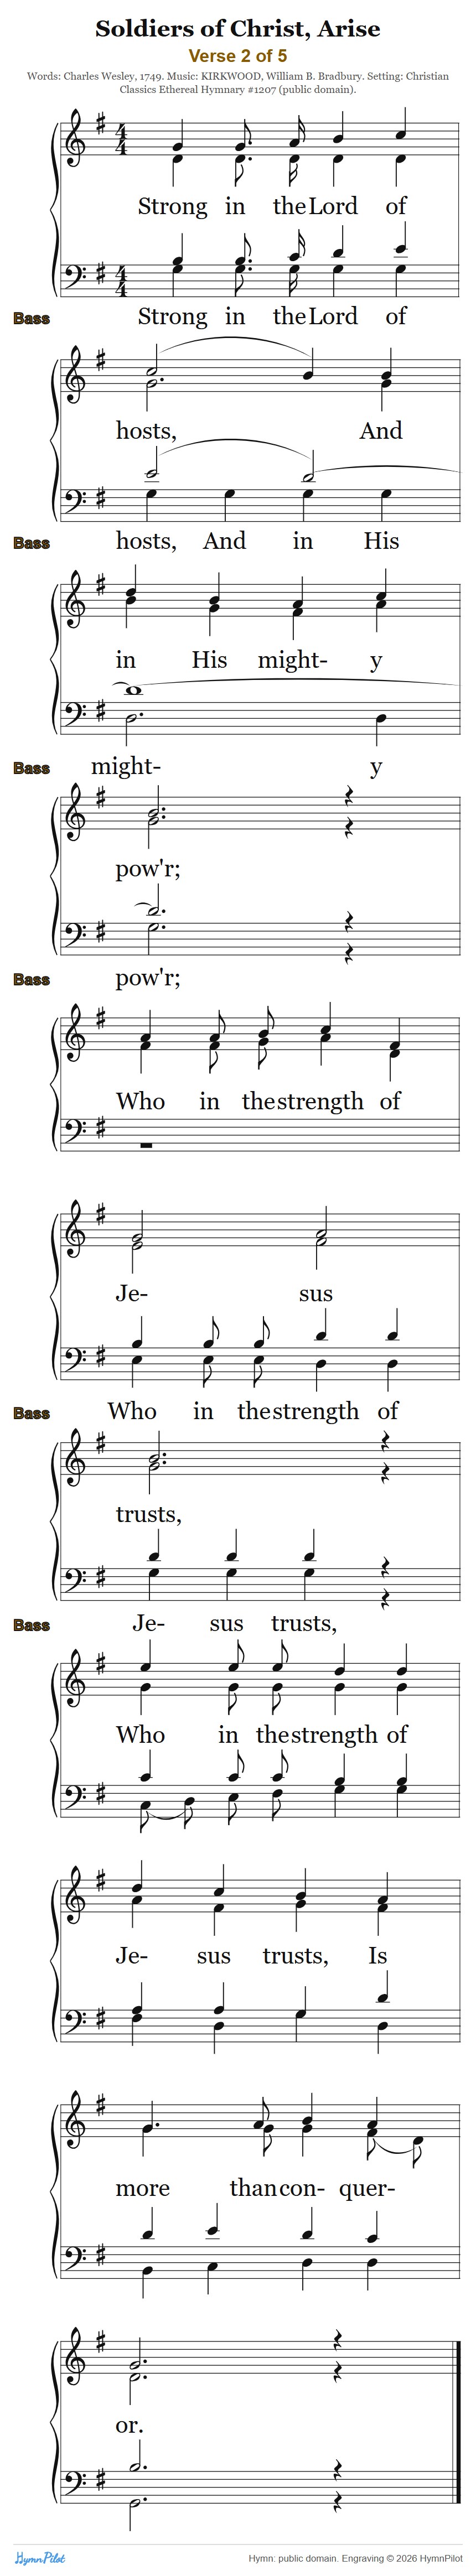 Soldiers of Christ, Arise
Verse 2 of 5
Words: Charles Wesley, 1749. Music: KIRKWOOD, William B. Bradbury. Setting: Christian
Classics Ethereal Hymnary #1207 (public domain).
Strong in the Lord of
Bass Strong in the Lord of
hosts, And
Bass hosts, And in His
in His might- y
Bass might- y
pow'r;
Bass pow'r;
Who in the strength of
Je- sus
Bass Who in the strength of
trusts,
Bass Je- sus trusts,
Who in the strength of
Je- sus trusts, Is
more than con- quer-
or.
HymnPilot Hymn: public domain. Engraving © 2026 HymnPilot